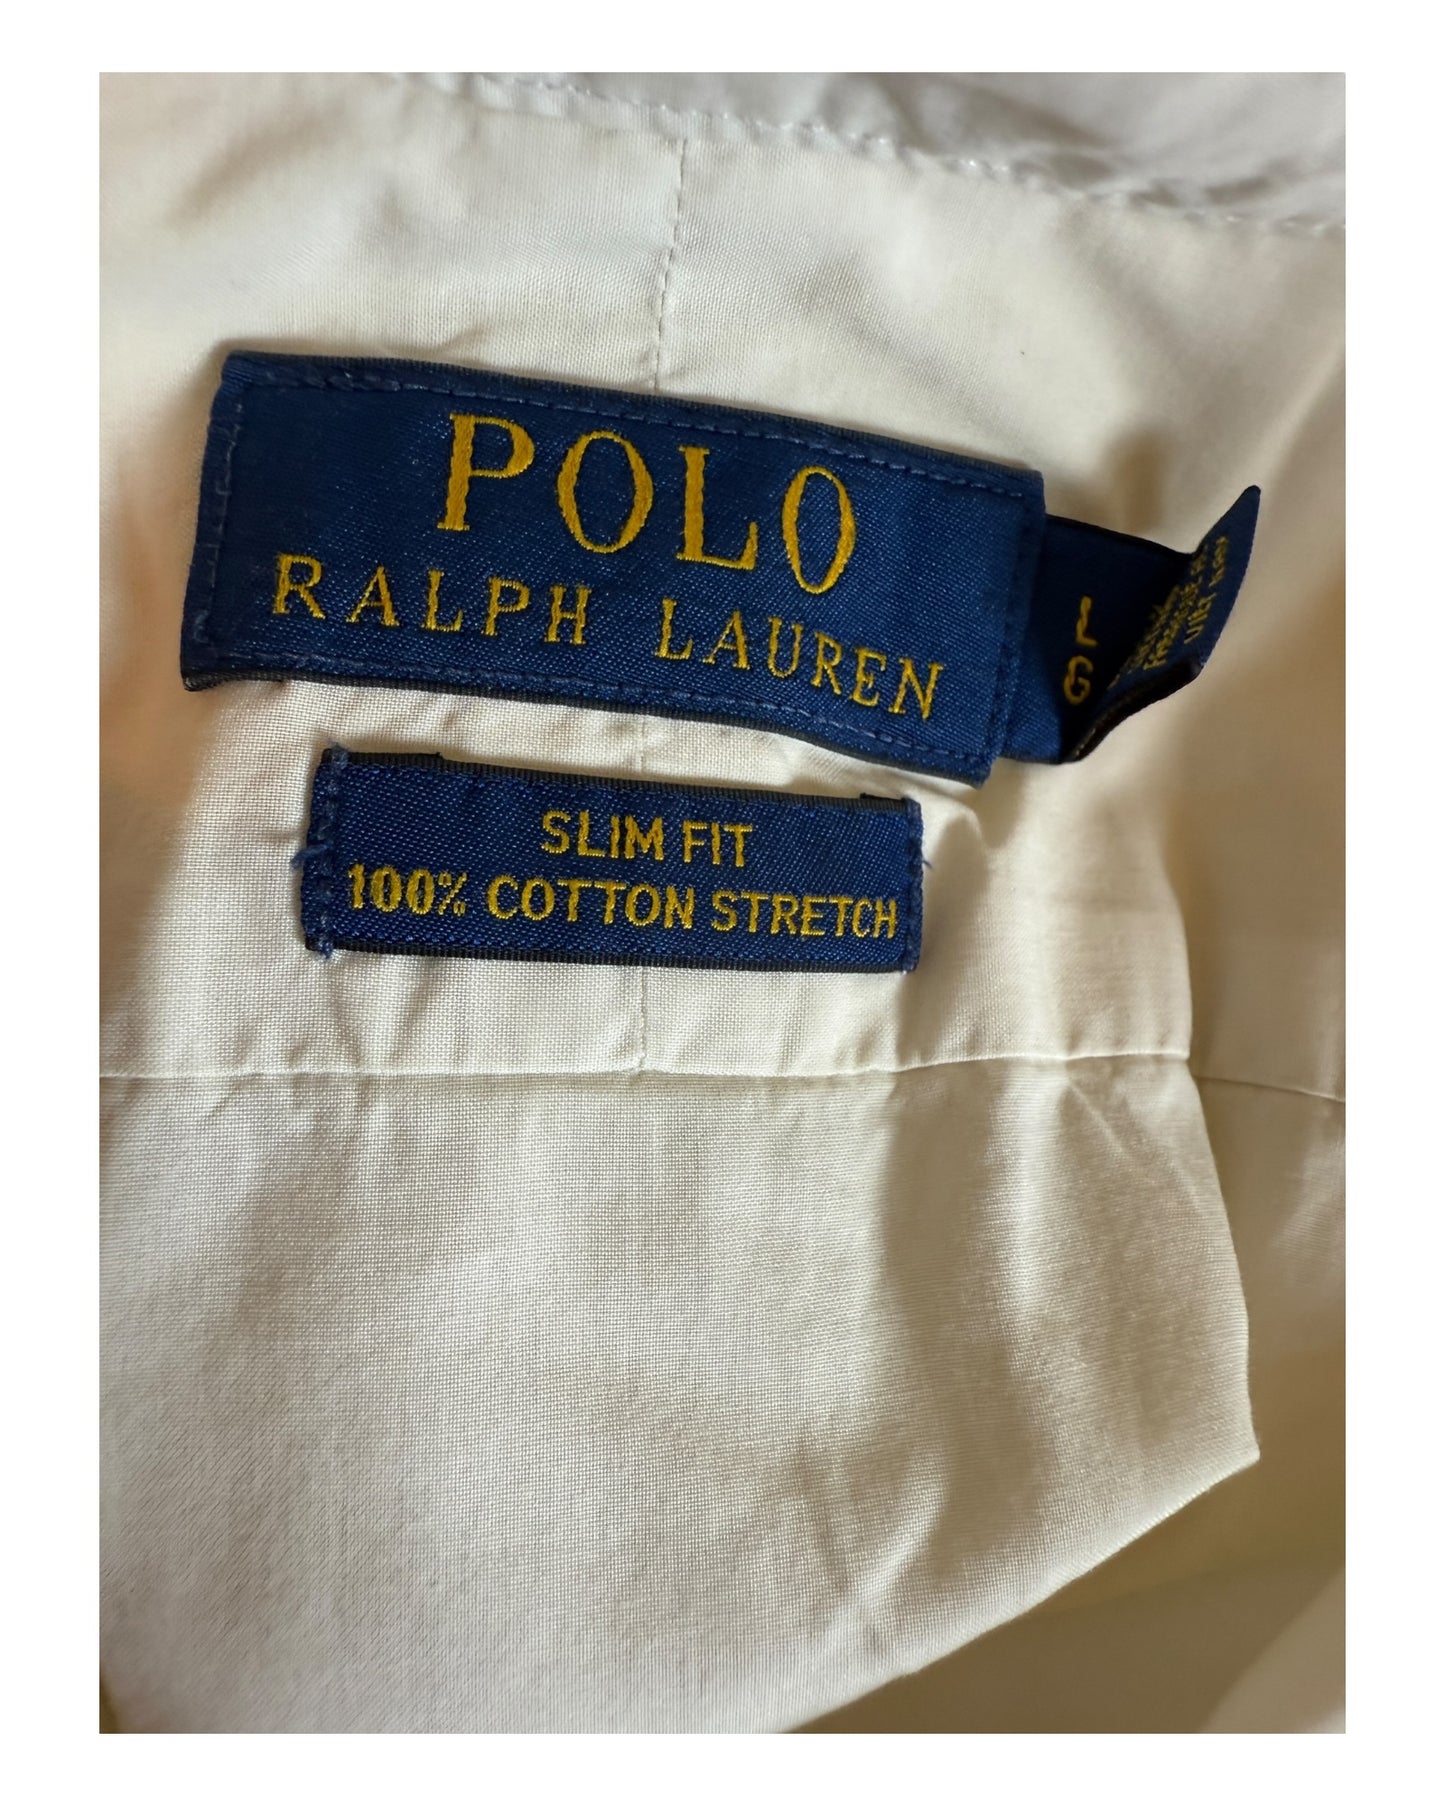 POLO
RALPH LAUREN
L
G
SLIM FIT
100% COTTON STRETCH